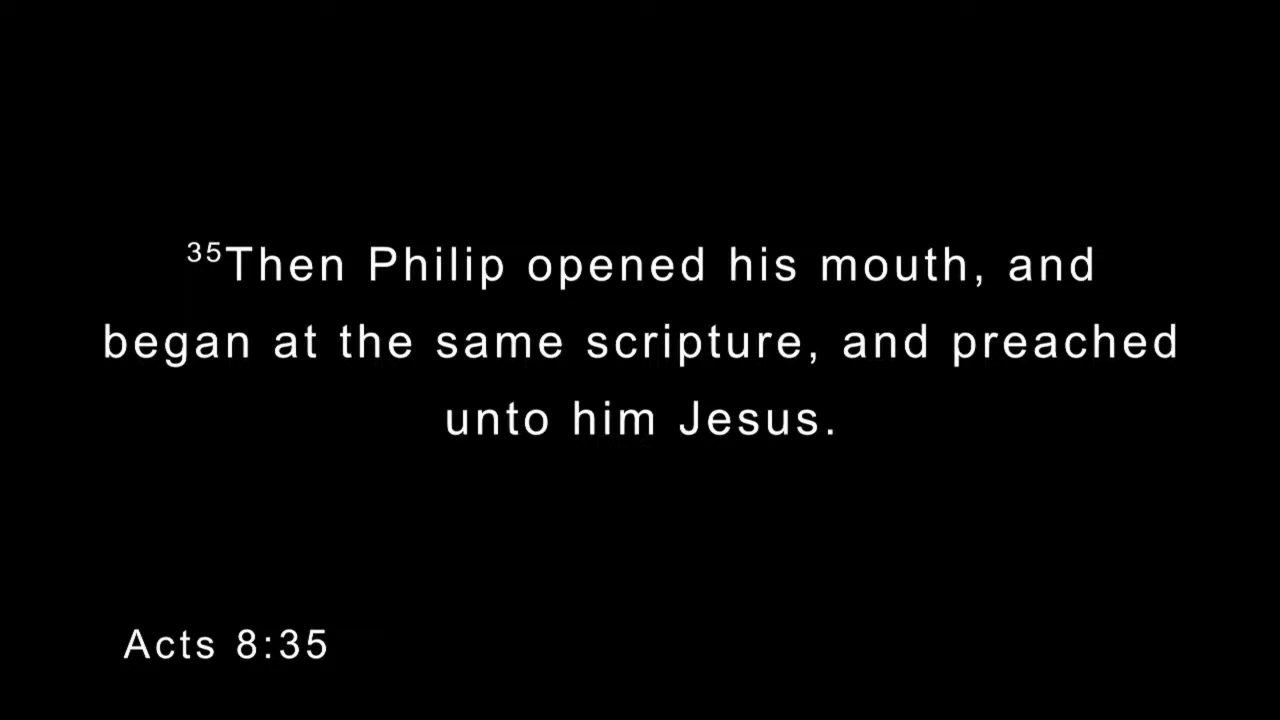 ³⁵Then Philip opened his mouth, and
began at the same scripture, and preached
unto him Jesus.
Acts 8:35